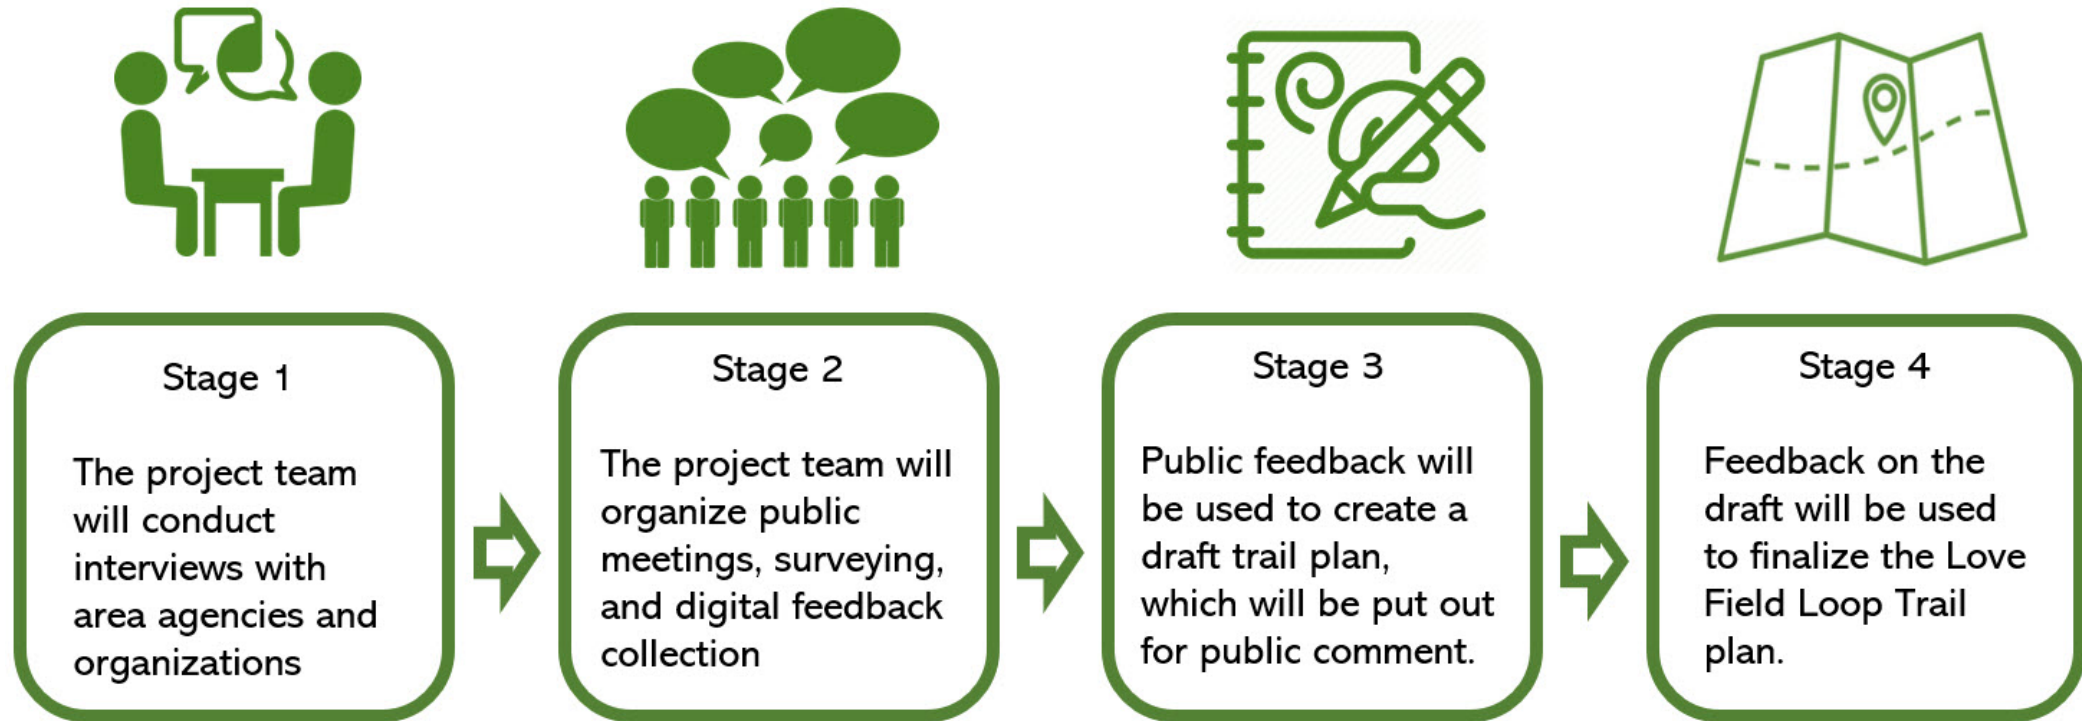 Stage 1
The project team
will conduct
interviews with
area agencies and
organizations
Stage 2
The project team will
organize public
meetings, surveying,
and digital feedback
collection
Stage 3
Public feedback will
be used to create a
draft trail plan,
which will be put out
for public comment.
Stage 4
Feedback on the
draft will be used
to finalize the Love
Field Loop Trail
plan.